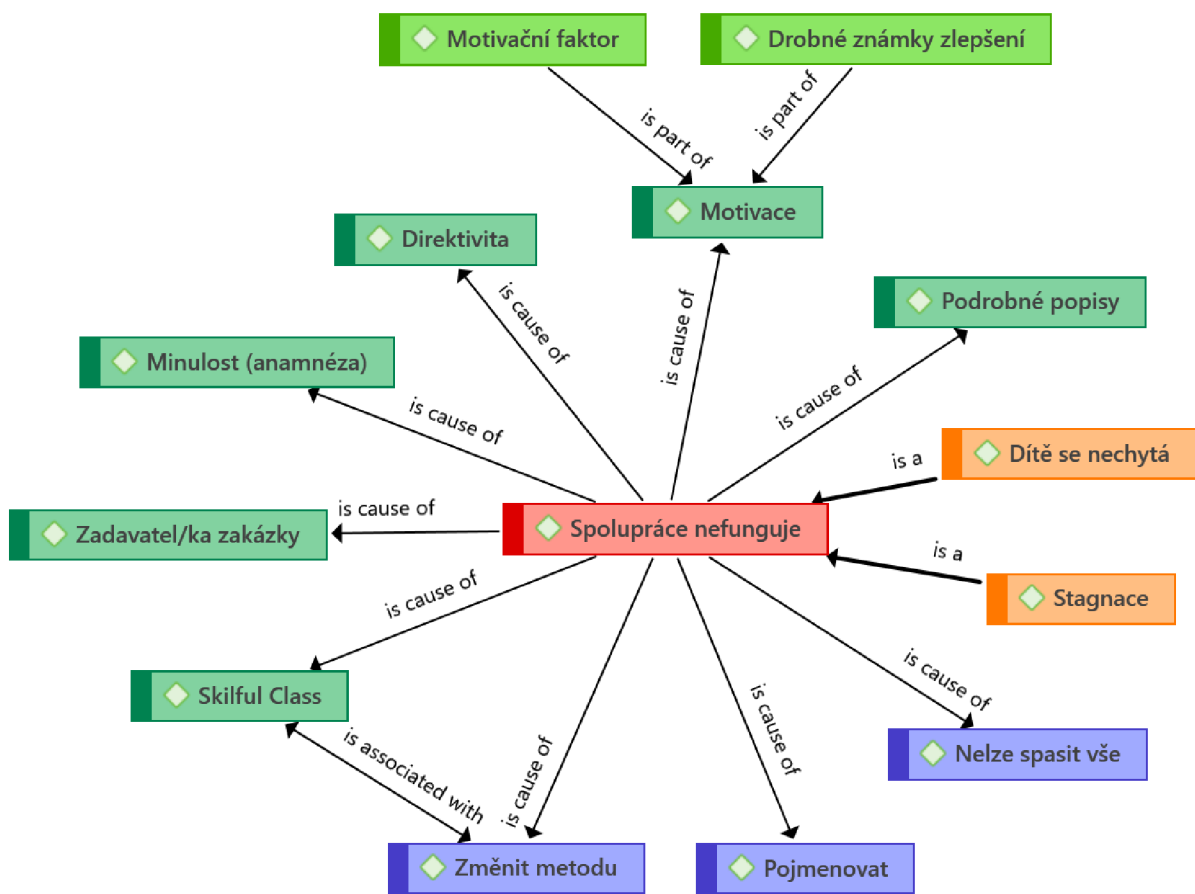 Motivační faktor
Drobné známky zlepšení
is part of
is part of
Motivace
Direktivita
Podrobné popisy
is cause of
is cause of
Minulost (anamnéza)
is cause of
is cause of
Dítě se nechytá
is a
Zadavatel/ka zakázky
is cause of
Spolupráce nefunguje
is a
Stagnace
is cause of
Skilful Class
is cause of
is cause of
is cause of
Nelze spasit vše
is associated with
Změnit metodu
Pojmenovat